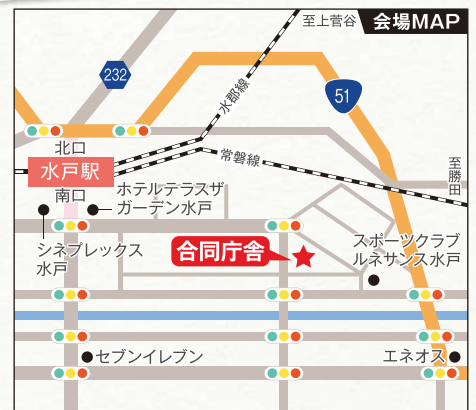 至上菅谷
会場MAP
232
水郡線
51
北口
常磐線
至勝田
水戸駅
南口
ホテルテラスザ
ガーデン水戸
シネプレックス
水戸
合同庁舎
スポーツクラブ
ルネサンス水戸
セブンイレブン
エネオス